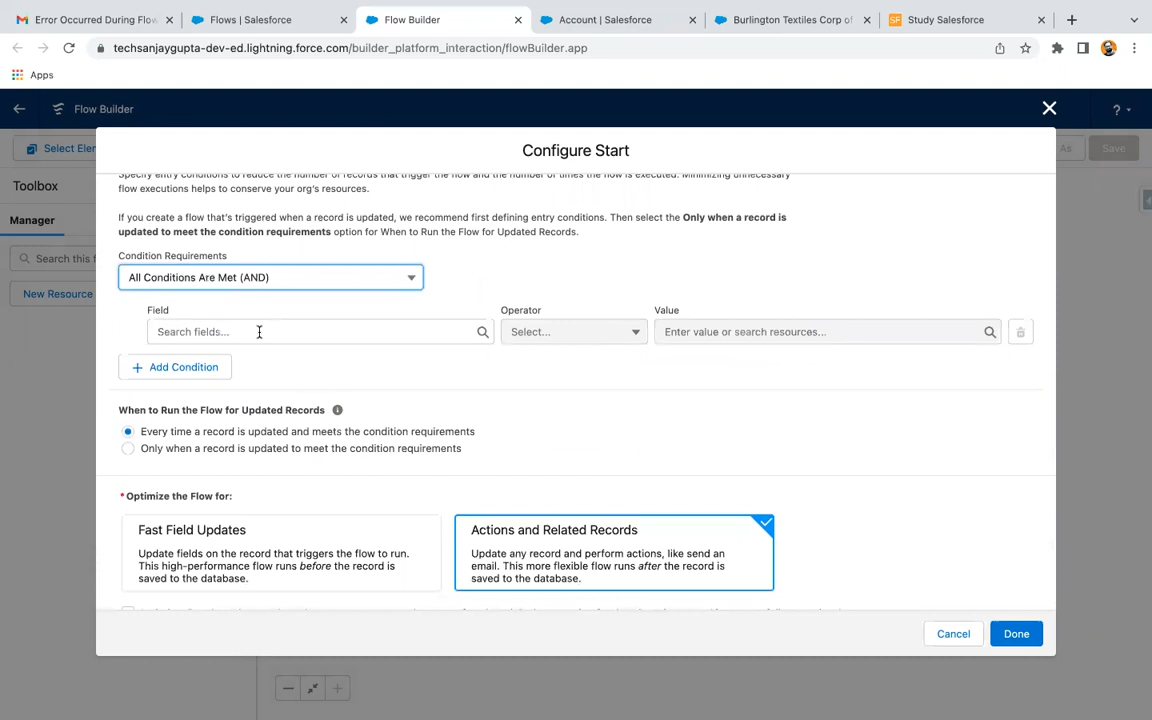 Error Occurred During Flow
Flows | Salesforce
Flow Builder
Account | Salesforce
Burlington Textiles Corp of
Study Salesforce
techsanjaygupta-dev-ed.lightning.force.com/builder_platform_interaction/flowBuilder.app
Apps
Flow Builder
?
Select Elem
As
Save
Configure Start
Toolbox
Manager
Search this f
New Resource
Specify entry conditions to reduce the number of records that trigger the flow and the number of times the flow is executed. Minimizing unnecessary
flow executions helps to conserve your org's resources.
If you create a flow that's triggered when a record is updated, we recommend first defining entry conditions. Then select the Only when a record is
updated to meet the condition requirements option for When to Run the Flow for Updated Records.
Condition Requirements
All Conditions Are Met (AND)
Field
Operator
Value
Search fields...
Select...
Enter value or search resources...
+ Add Condition
When to Run the Flow for Updated Records
Every time a record is updated and meets the condition requirements
Only when a record is updated to meet the condition requirements
* Optimize the Flow for:
Fast Field Updates
Update fields on the record that triggers the flow to run.
This high-performance flow runs before the record is
saved to the database.
Actions and Related Records
Update any record and perform actions, like send an
email. This more flexible flow runs after the record is
saved to the database.
Cancel
Done